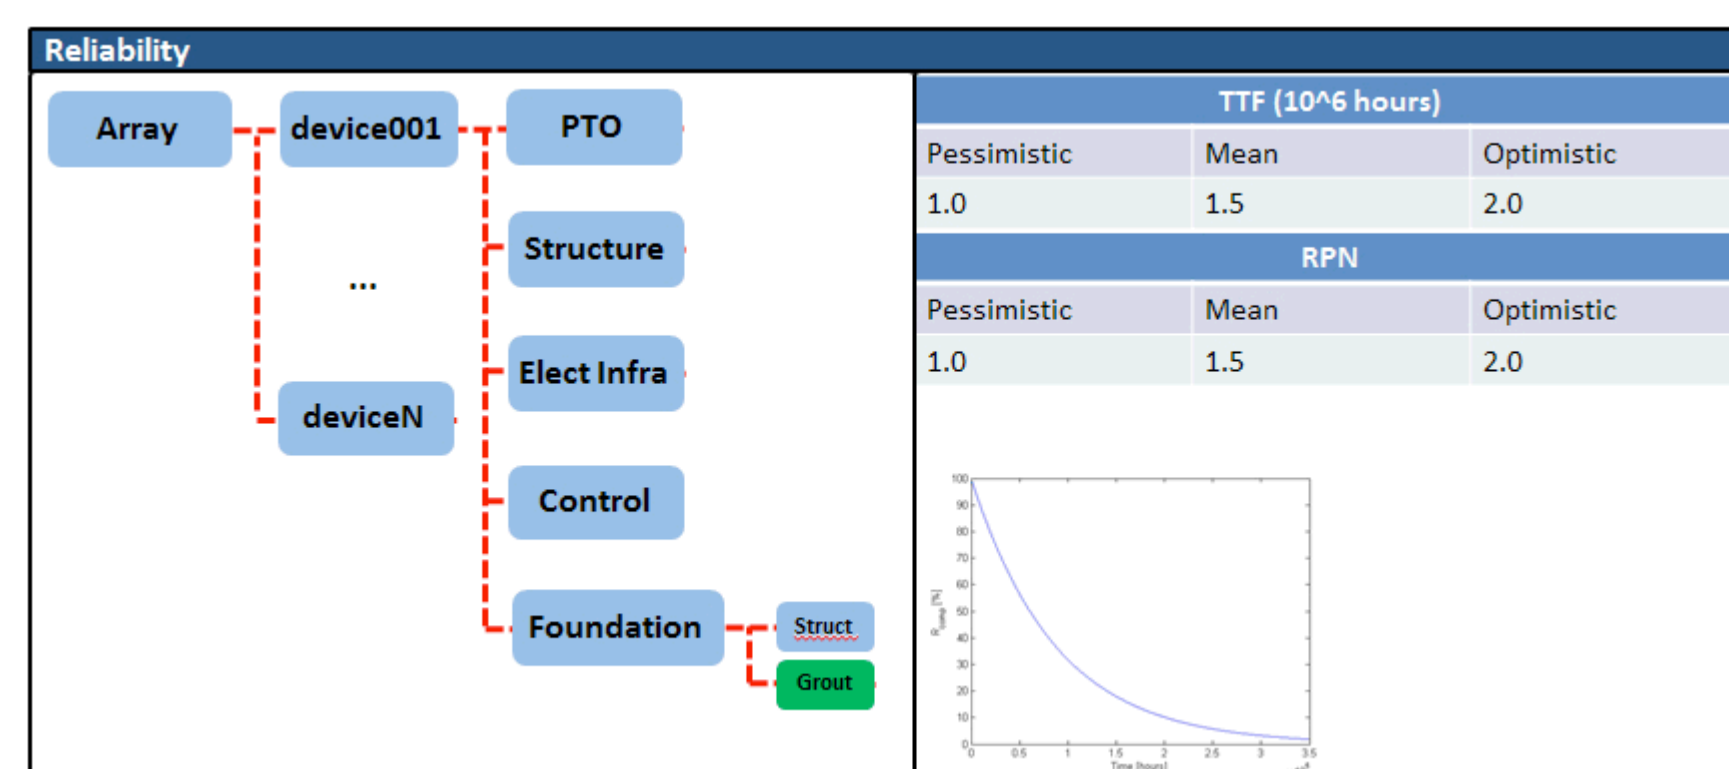 Reliability
Array
device001
PTO
Structure
...
Elect Infra
deviceN
Control
Foundation
Struct
Grout
TTF (10^6 hours)
Pessimistic Mean Optimistic
1.0 1.5 2.0
RPN
Pessimistic Mean Optimistic
1.0 1.5 2.0
100
90
80
70
60
50
40
30
20
10
0
R_comp [%]
0 0.5 1 1.5 2 2.5 3 3.5
Time [hours]